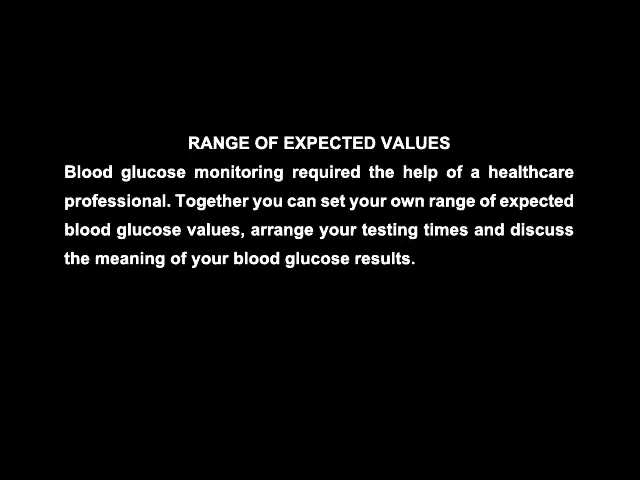 RANGE OF EXPECTED VALUES
Blood glucose monitoring required the help of a healthcare
professional. Together you can set your own range of expected
blood glucose values, arrange your testing times and discuss
the meaning of your blood glucose results.